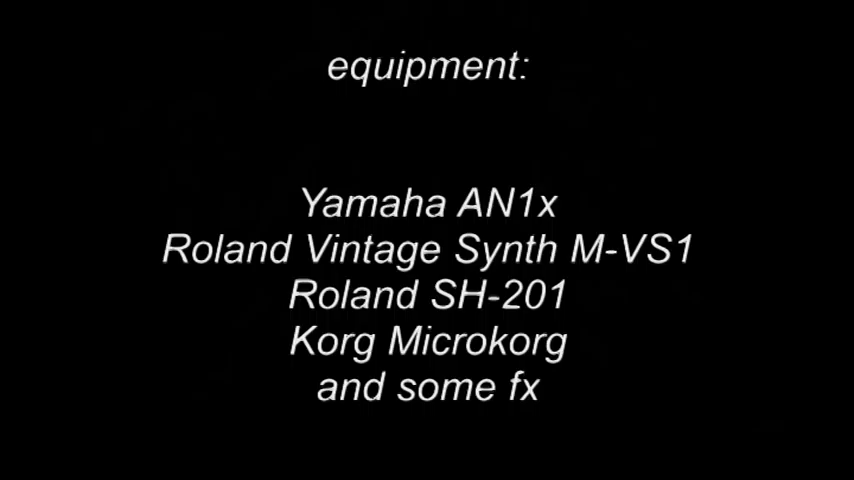 equipment:
Yamaha AN1x
Roland Vintage Synth M-VS1
Roland SH-201
Korg Microkorg
and some fx